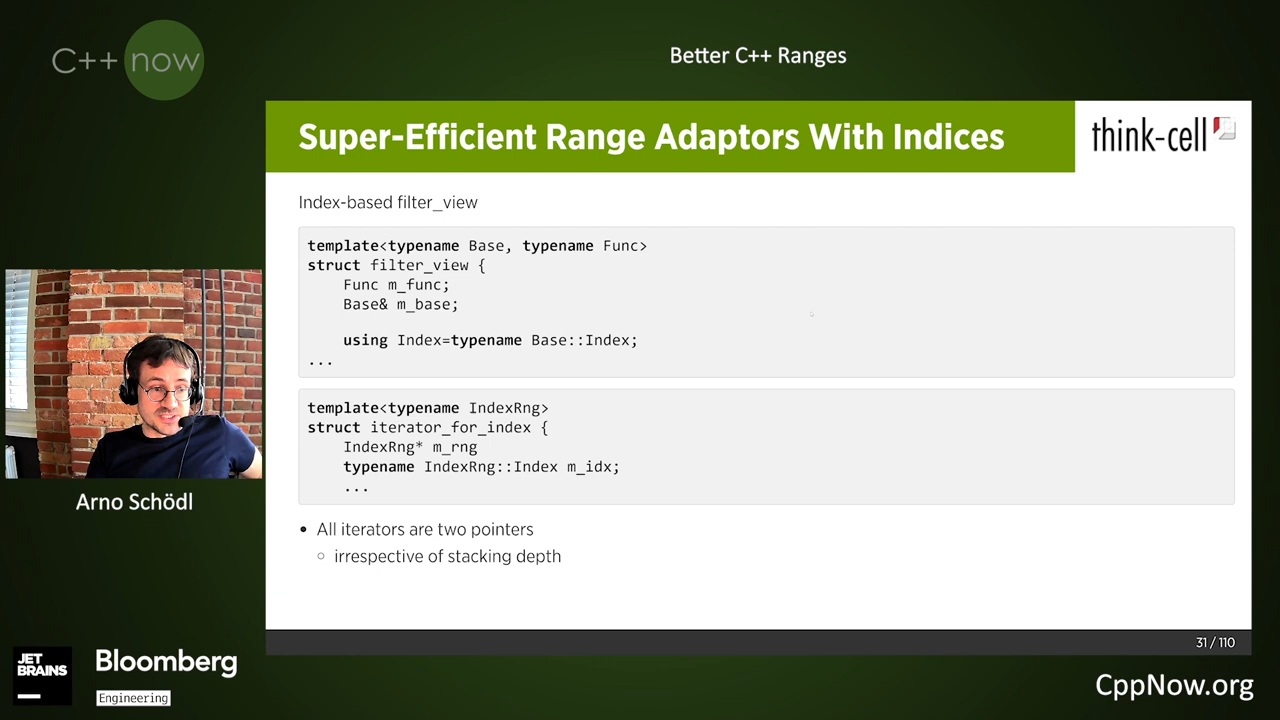 C++ now
Better C++ Ranges
Super-Efficient Range Adaptors With Indices
think-cell
Index-based filter_view
template<typename Base, typename Func>
struct filter_view {
Func m_func;
Base& m_base;
using Index=typename Base::Index;
...
template<typename IndexRng>
struct iterator_for_index {
IndexRng* m_rng
typename IndexRng::Index m_idx;
...
• All iterators are two pointers
○ irrespective of stacking depth
Arno Schödl
31 / 110
JET
BRAINS
Bloomberg
Engineering
CppNow.org